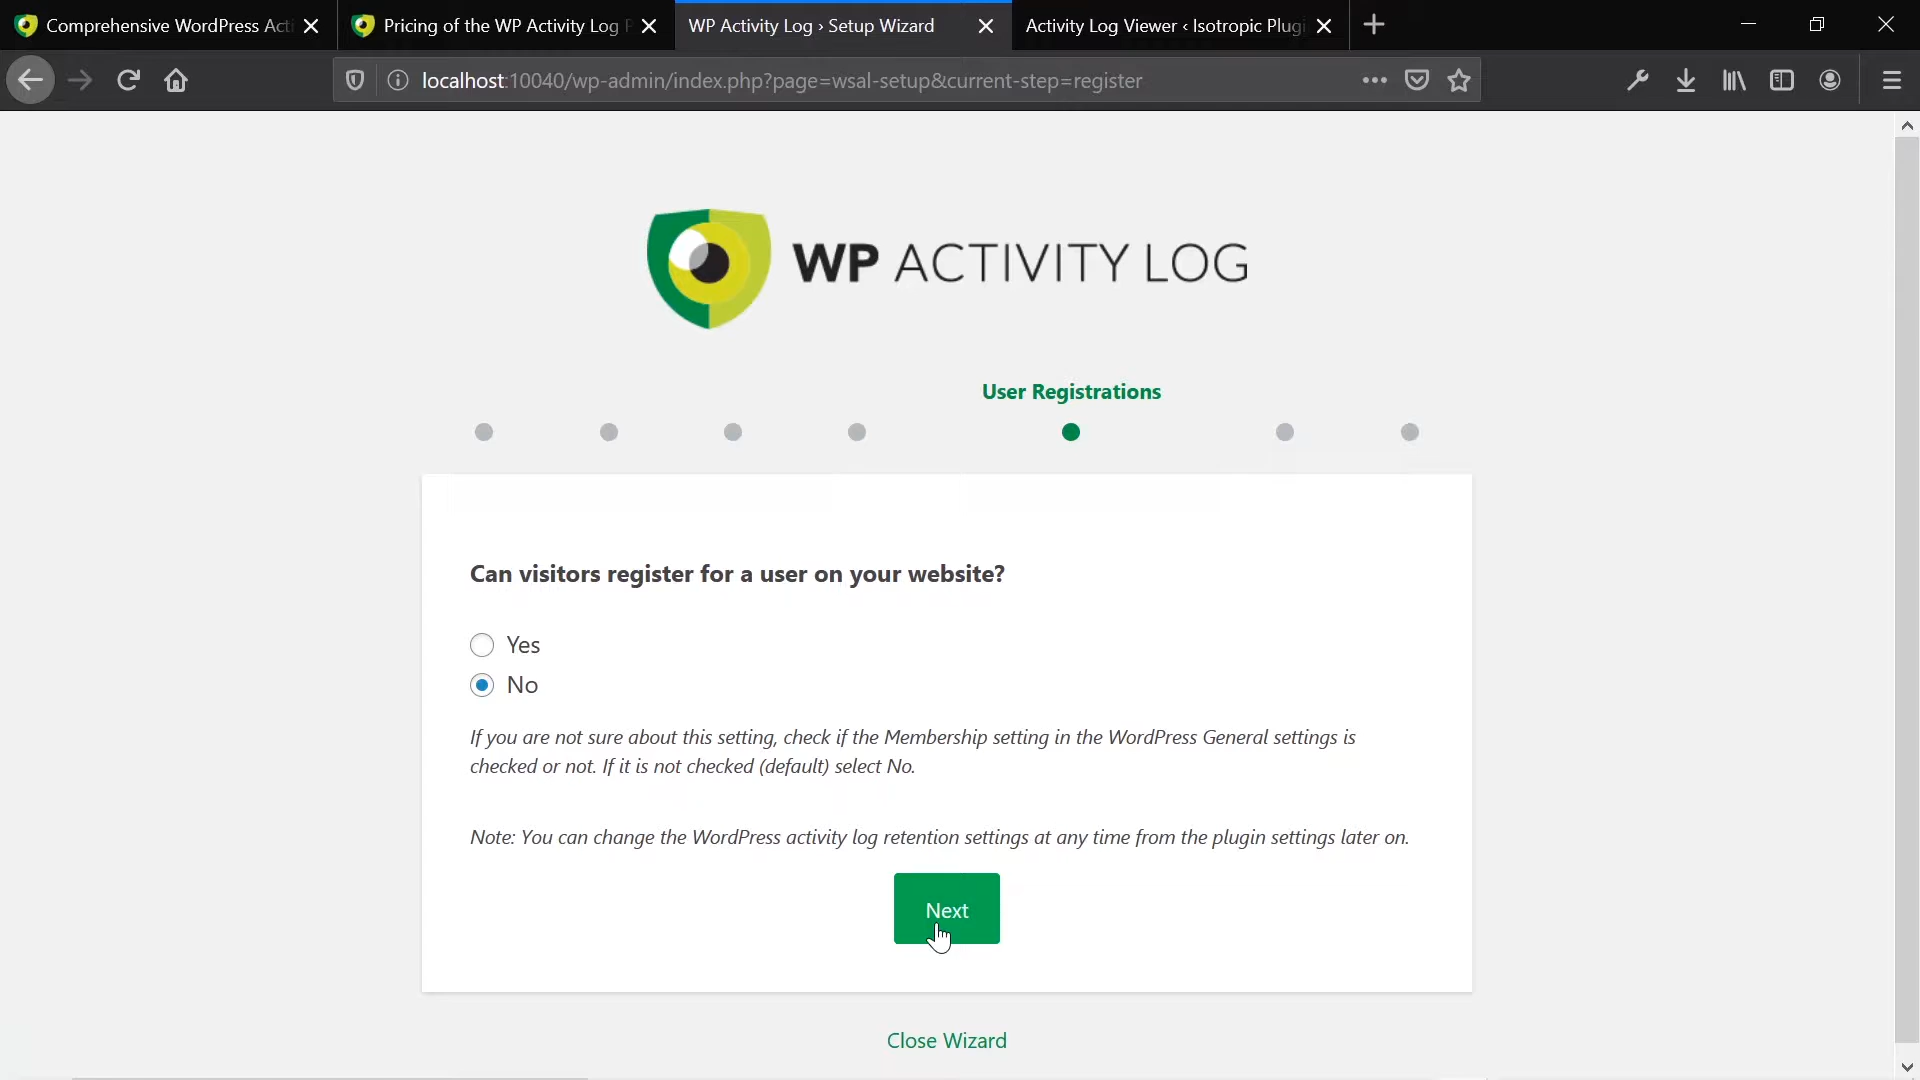 Comprehensive WordPress Acti
Pricing of the WP Activity Log P
WP Activity Log › Setup Wizard
Activity Log Viewer ‹ Isotropic Plugi
localhost:10040/wp-admin/index.php?page=wsal-setup&current-step=register
WP ACTIVITY LOG
User Registrations
Can visitors register for a user on your website?
Yes
No
If you are not sure about this setting, check if the Membership setting in the WordPress General settings is
checked or not. If it is not checked (default) select No.
Note: You can change the WordPress activity log retention settings at any time from the plugin settings later on.
Next
Close Wizard